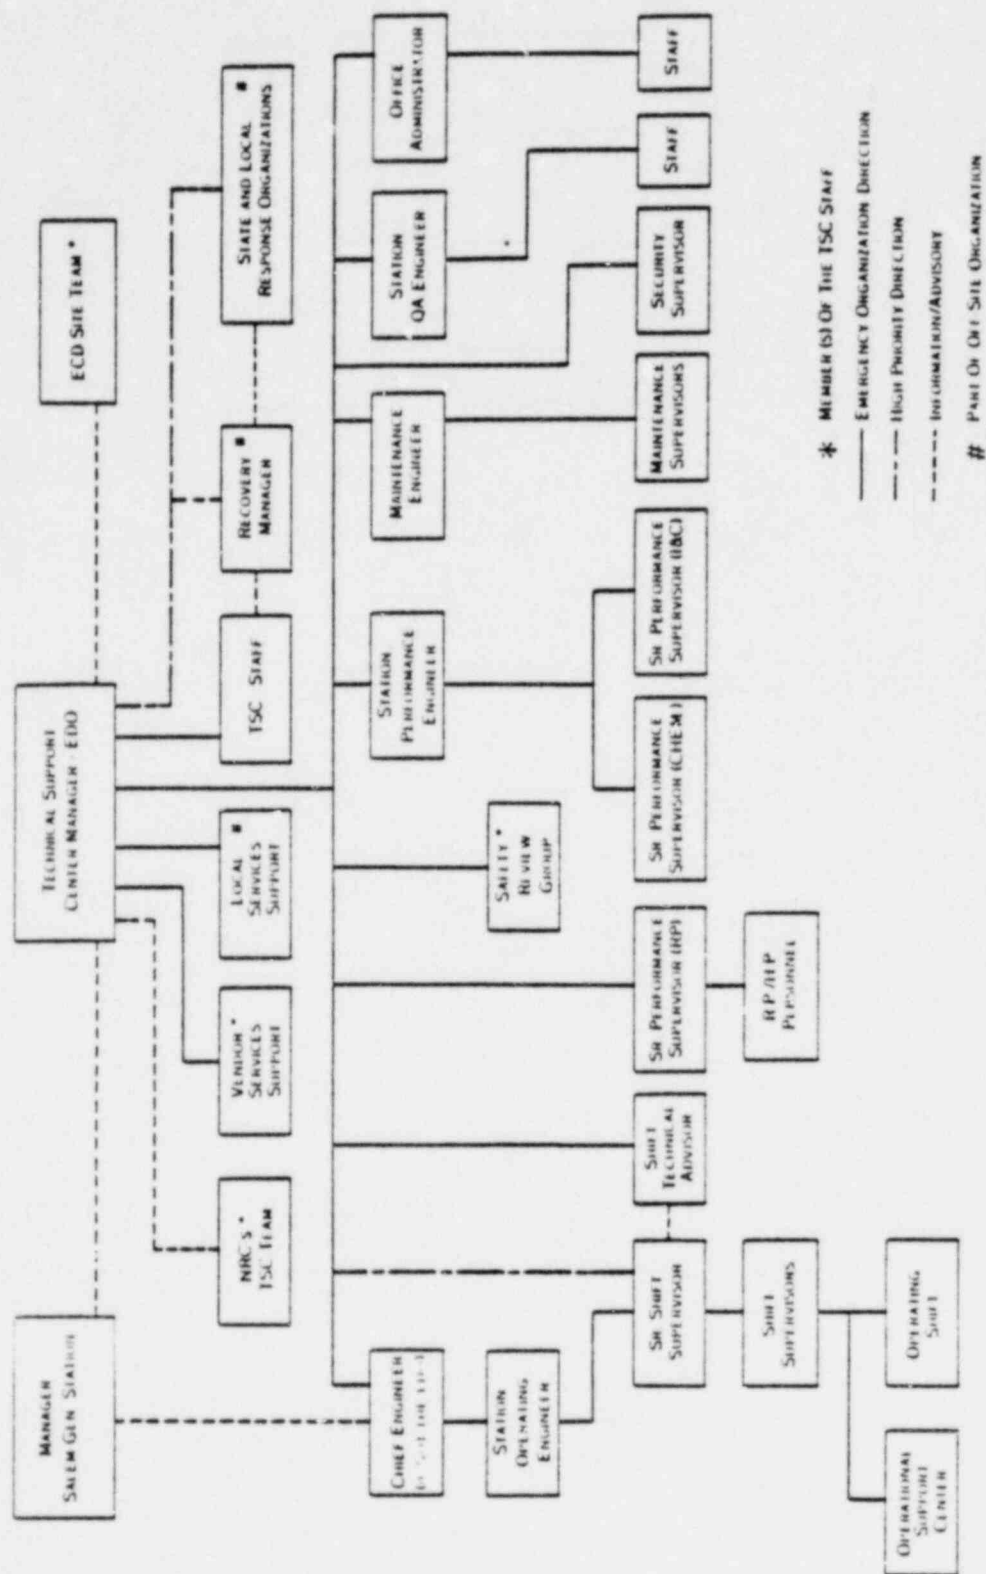 MANAGER
SALEM GEN STATION
TECHNICAL SUPPORT
CENTER MANAGER EDO
ECD SITE TEAM *
NRC'S *
TSC TEAM
VENDOR *
SERVICES
SUPPORT
LOCAL #
SERVICES
SUPPORT
TSC STAFF
RECOVERY #
MANAGER
STATE AND LOCAL #
RESPONSE ORGANIZATIONS
CHIEF ENGINEER
STATION
OPERATING
ENGINEER
SAFETY *
REVIEW
GROUP
STATION
PERFORMANCE
ENGINEER
MAINTENANCE
ENGINEER
STATION
QA ENGINEER
OFFICE
ADMINISTRATOR
SR SHIFT
SUPERVISOR
SHIFT
TECHNICAL
ADVISOR
SR PERFORMANCE
SUPERVISOR (RP)
SR PERFORMANCE
SUPERVISOR (CHEM)
SR PERFORMANCE
SUPERVISOR (I&C)
MAINTENANCE
SUPERVISORS
SECURITY
SUPERVISOR
STAFF
STAFF
SHIFT
SUPERVISORS
RP/HP
PERSONNEL
OPERATIONAL
SUPPORT
CENTER
OPERATING
SHIFT
* MEMBER (S) OF THE TSC STAFF
EMERGENCY ORGANIZATION DIRECTION
HIGH PRIORITY DIRECTION
INFORMATION/ADVISORY
# PART OF OFF SITE ORGANIZATION